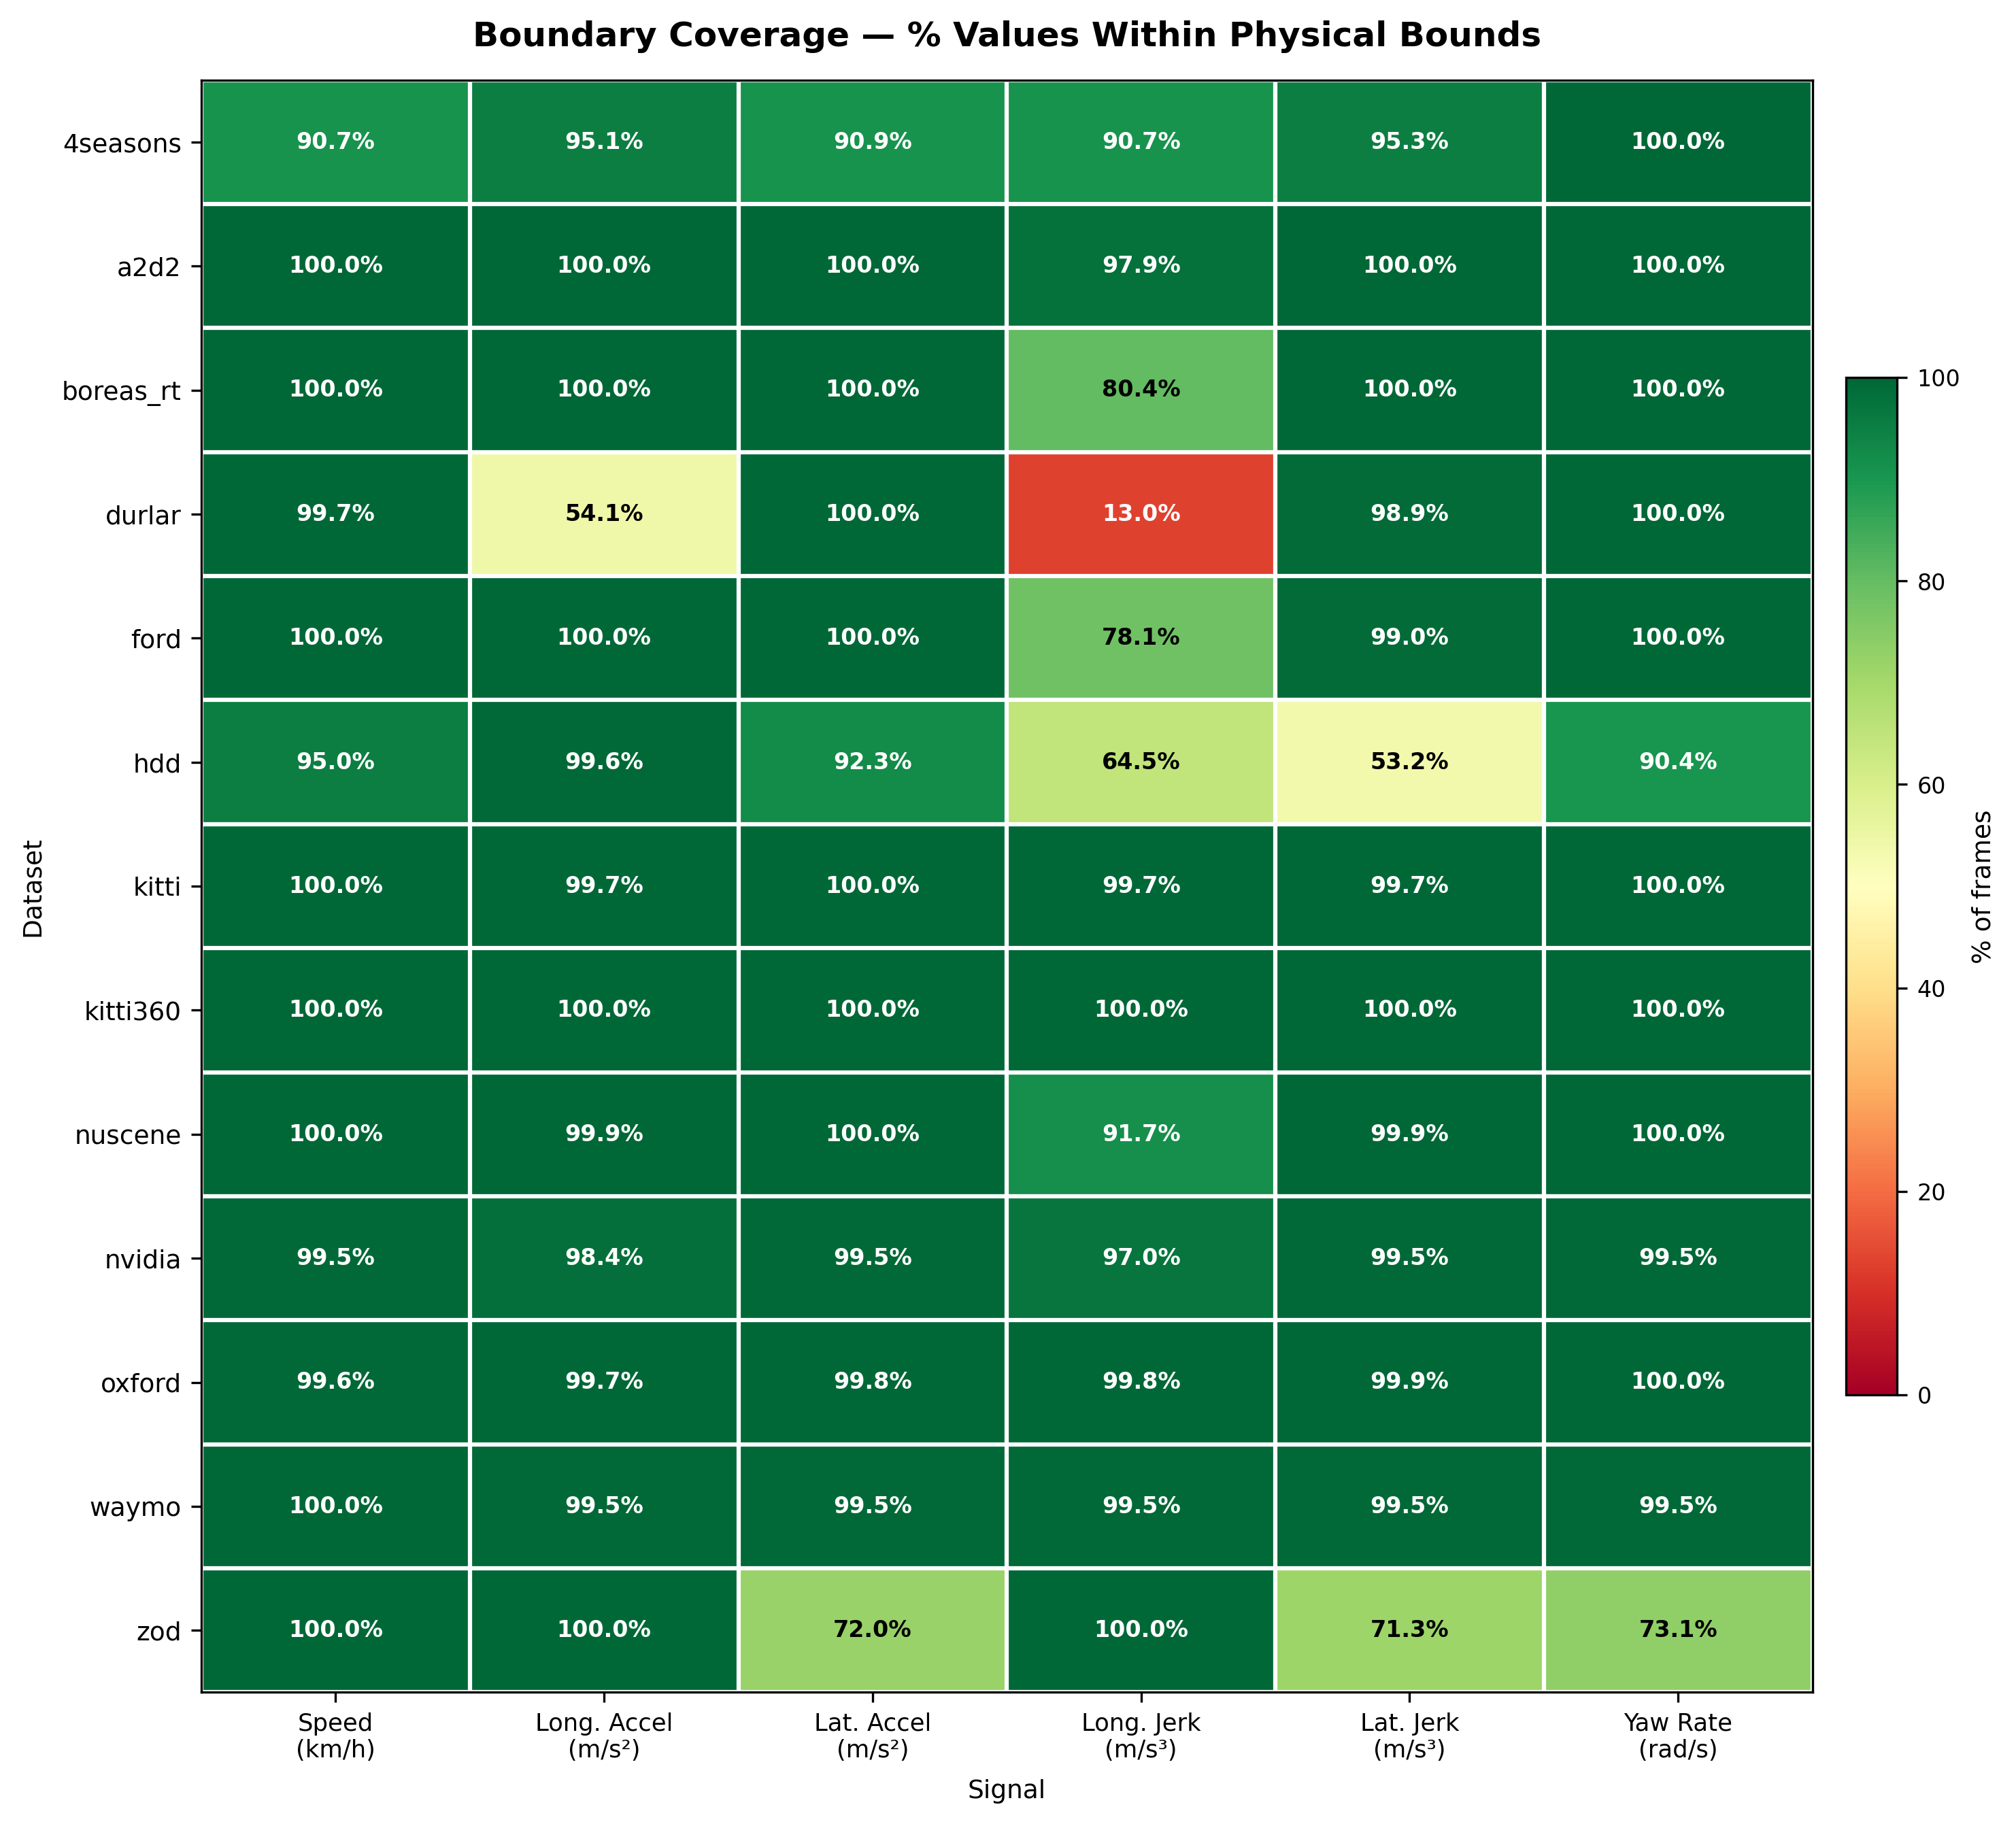 Boundary Coverage — % Values Within Physical Bounds
4seasons 90.7% 95.1% 90.9% 90.7% 95.3% 100.0%
a2d2 100.0% 100.0% 100.0% 97.9% 100.0% 100.0%
boreas_rt 100.0% 100.0% 100.0% 80.4% 100.0% 100.0%
durlar 99.7% 54.1% 100.0% 13.0% 98.9% 100.0%
ford 100.0% 100.0% 100.0% 78.1% 99.0% 100.0%
hdd 95.0% 99.6% 92.3% 64.5% 53.2% 90.4%
kitti 100.0% 99.7% 100.0% 99.7% 99.7% 100.0%
kitti360 100.0% 100.0% 100.0% 100.0% 100.0% 100.0%
nuscene 100.0% 99.9% 100.0% 91.7% 99.9% 100.0%
nvidia 99.5% 98.4% 99.5% 97.0% 99.5% 99.5%
oxford 99.6% 99.7% 99.8% 99.8% 99.9% 100.0%
waymo 100.0% 99.5% 99.5% 99.5% 99.5% 99.5%
zod 100.0% 100.0% 72.0% 100.0% 71.3% 73.1%
Speed Long. Accel Lat. Accel Long. Jerk Lat. Jerk Yaw Rate
(km/h) (m/s²) (m/s²) (m/s³) (m/s³) (rad/s)
Signal
Dataset
100
80
60
40
20
0
% of frames